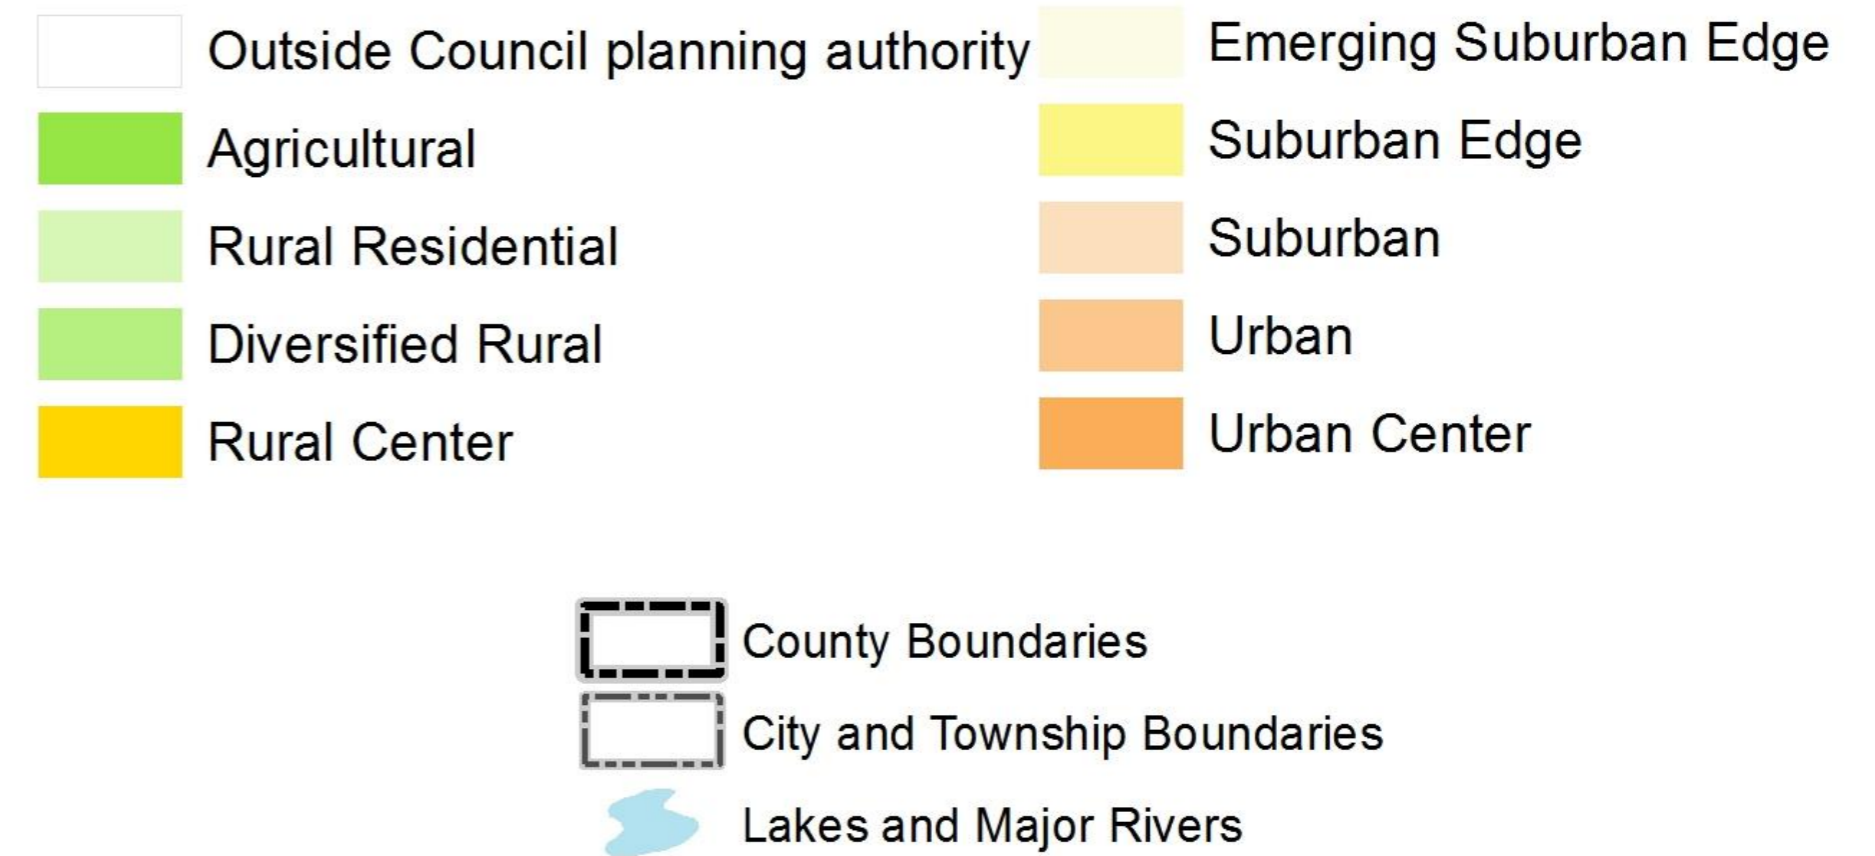 Outside Council planning authority
Agricultural
Rural Residential
Diversified Rural
Rural Center
Emerging Suburban Edge
Suburban Edge
Suburban
Urban
Urban Center
County Boundaries
City and Township Boundaries
Lakes and Major Rivers